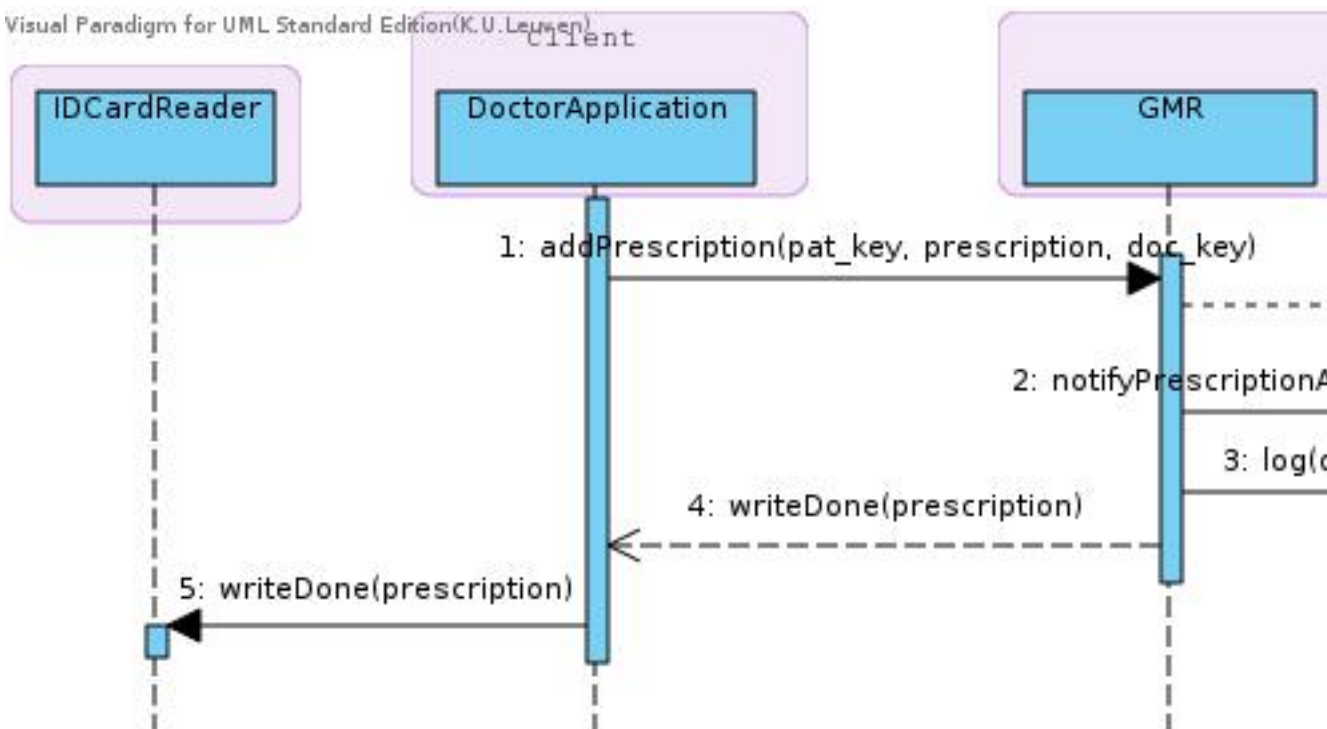 Visual Paradigm for UML Standard Edition(K.U.Leuven)
Client
IDCardReader
DoctorApplication
GMR
1: addPrescription(pat_key, prescription, doc_key)
2: notifyPrescriptionA
3: log(
4: writeDone(prescription)
5: writeDone(prescription)